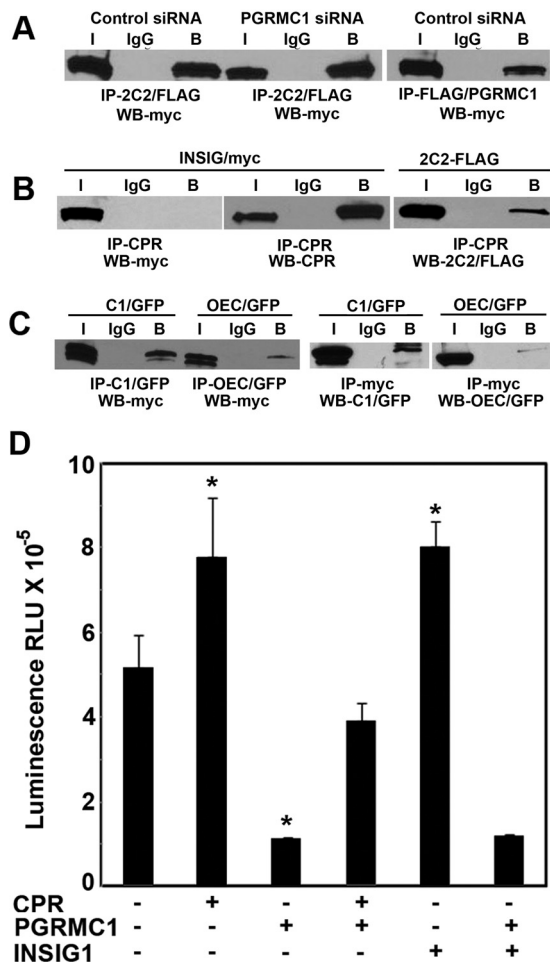 A
Control siRNA PGRMC1 siRNA Control siRNA
I IgG B I IgG B I IgG B
IP-2C2/FLAG IP-2C2/FLAG IP-FLAG/PGRMC1
WB-myc WB-myc WB-myc
INSIG/myc 2C2-FLAG
B
I IgG B I IgG B I IgG B
IP-CPR IP-CPR IP-CPR
WB-myc WB-CPR WB-2C2/FLAG
C
C1/GFP OEC/GFP C1/GFP OEC/GFP
I IgG B I IgG B I IgG B I IgG B
IP-C1/GFP IP-OEC/GFP IP-myc IP-myc
WB-myc WB-myc WB-C1/GFP WB-OEC/GFP
D
Luminescence RLU X 10-5
10
8
6
4
2
0
* * *
CPR - + - + - -
PGRMC1 - - + + - +
INSIG1 - - - - + +